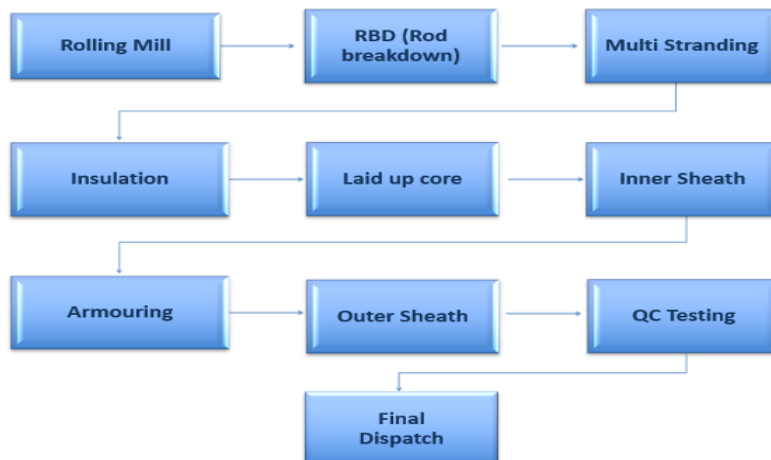 Rolling Mill
RBD (Rod
breakdown)
Multi Stranding
Insulation
Laid up core
Inner Sheath
Armouring
Outer Sheath
QC Testing
Final
Dispatch